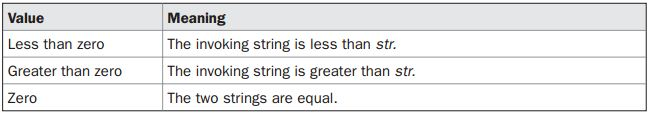 Value Meaning
Less than zero The invoking string is less than str.
Greater than zero The invoking string is greater than str.
Zero The two strings are equal.